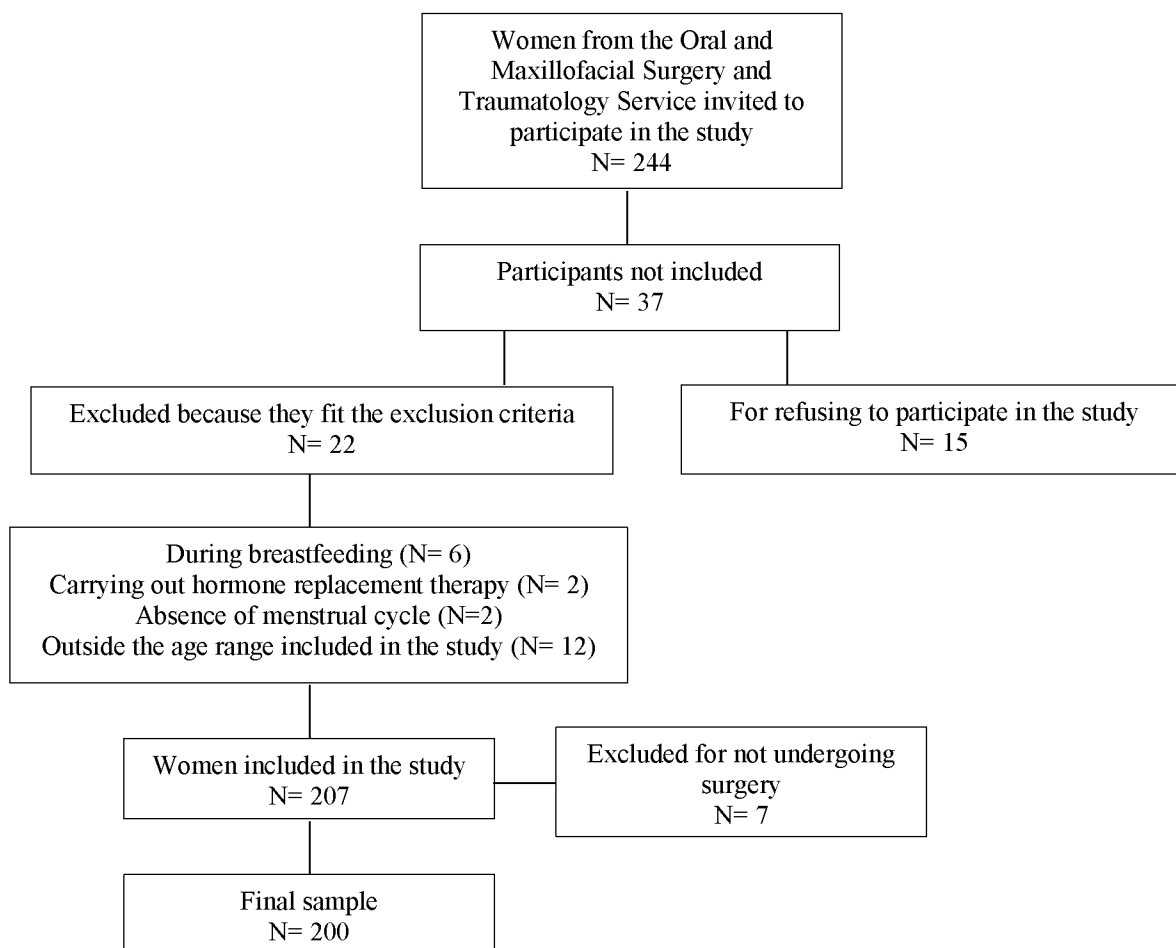 Women from the Oral and
Maxillofacial Surgery and
Traumatology Service invited to
participate in the study
N= 244
Participants not included
N= 37
Excluded because they fit the exclusion criteria
N= 22
For refusing to participate in the study
N= 15
During breastfeeding (N= 6)
Carrying out hormone replacement therapy (N= 2)
Absence of menstrual cycle (N=2)
Outside the age range included in the study (N= 12)
Women included in the study
N= 207
Excluded for not undergoing
surgery
N= 7
Final sample
N= 200